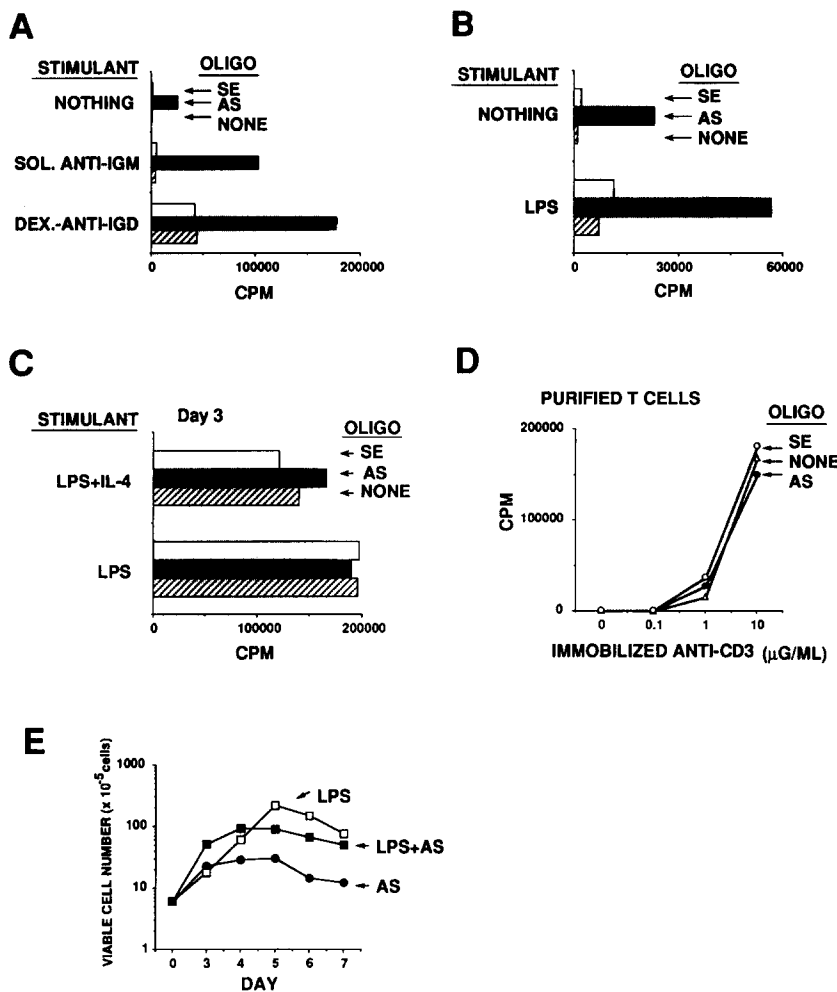 A
STIMULANT
OLIGO
NOTHING
SE
AS
NONE
SOL. ANTI-IGM
DEX.-ANTI-IGD
0
100000
200000
CPM
B
STIMULANT
OLIGO
NOTHING
SE
AS
NONE
LPS
0
30000
60000
CPM
C
STIMULANT
Day 3
OLIGO
LPS+IL-4
SE
AS
NONE
LPS
0
100000
200000
CPM
D
PURIFIED T CELLS
OLIGO
SE
NONE
AS
CPM
200000
100000
0
0
0.1
1
10
IMMOBILIZED ANTI-CD3 (μG/ML)
E
VIABLE CELL NUMBER (x 10-5 cells)
1000
100
10
1
LPS
LPS+AS
AS
0
3
4
5
6
7
DAY